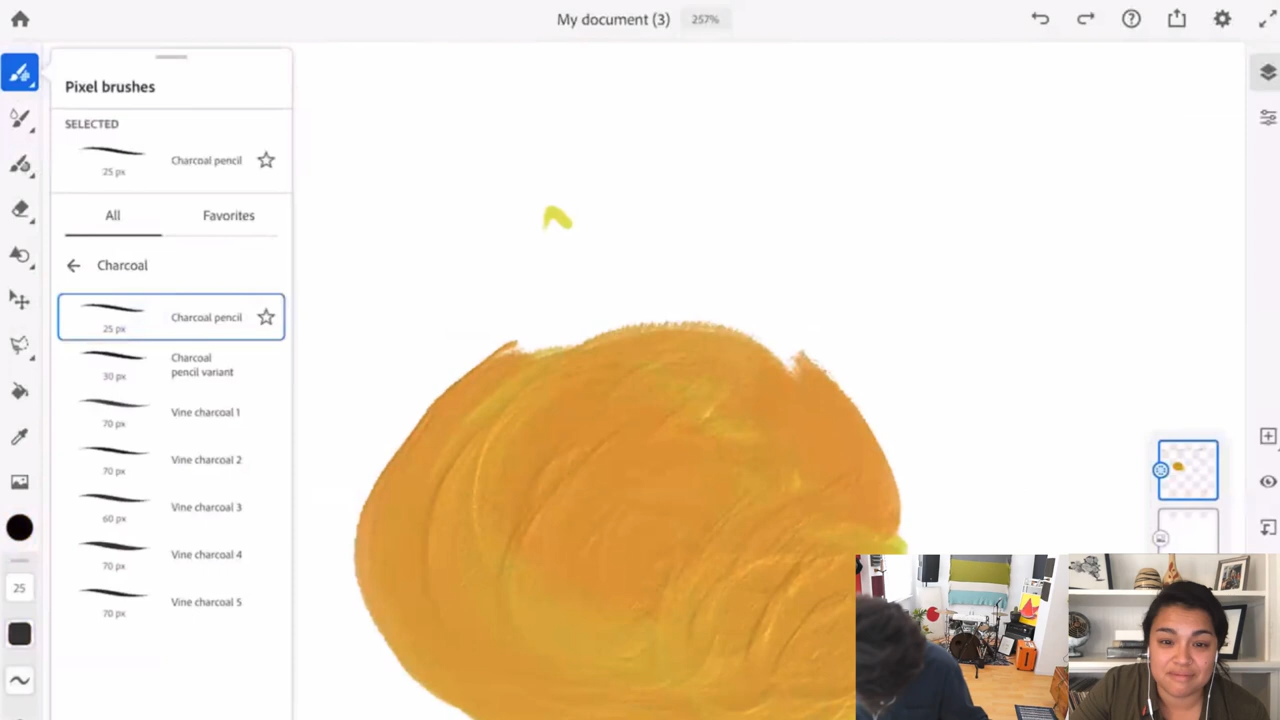 My document (3)
257%
Pixel brushes
SELECTED
Charcoal pencil
25 px
All
Favorites
Charcoal
Charcoal pencil
25 px
Charcoal
pencil variant
30 px
Vine charcoal 1
70 px
Vine charcoal 2
70 px
Vine charcoal 3
60 px
Vine charcoal 4
70 px
Vine charcoal 5
70 px
25